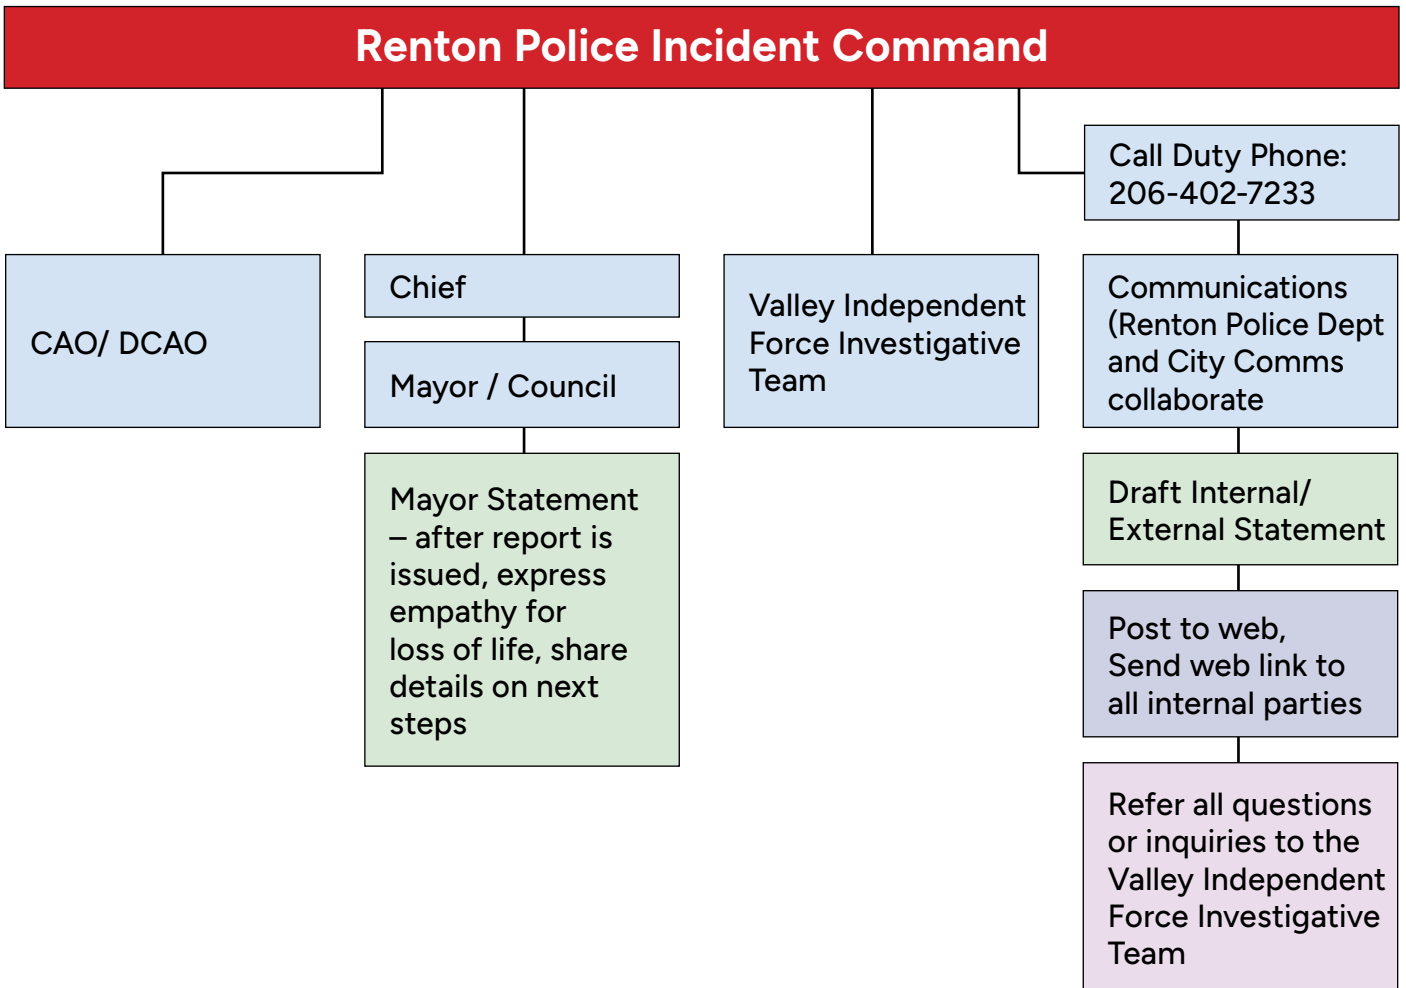 Renton Police Incident Command
CAO/ DCAO
Chief
Mayor / Council
Mayor Statement
– after report is
issued, express
empathy for
loss of life, share
details on next
steps
Valley Independent
Force Investigative
Team
Call Duty Phone:
206-402-7233
Communications
(Renton Police Dept
and City Comms
collaborate
Draft Internal/
External Statement
Post to web,
Send web link to
all internal parties
Refer all questions
or inquiries to the
Valley Independent
Force Investigative
Team